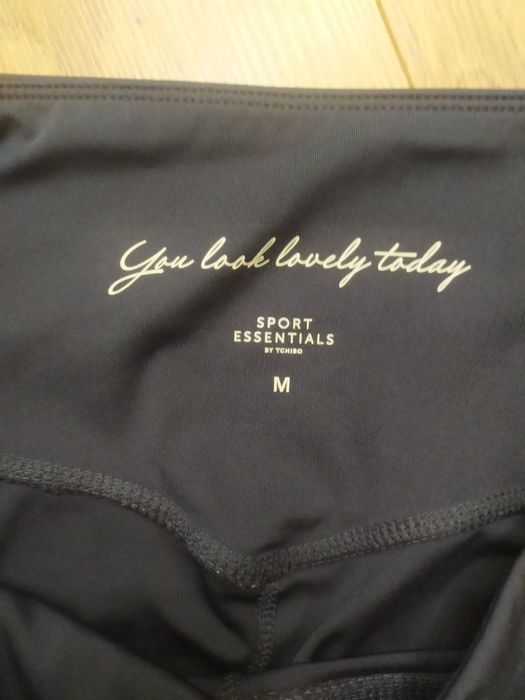 You look lovely today
SPORT
ESSENTIALS
BY TCHIBO
M